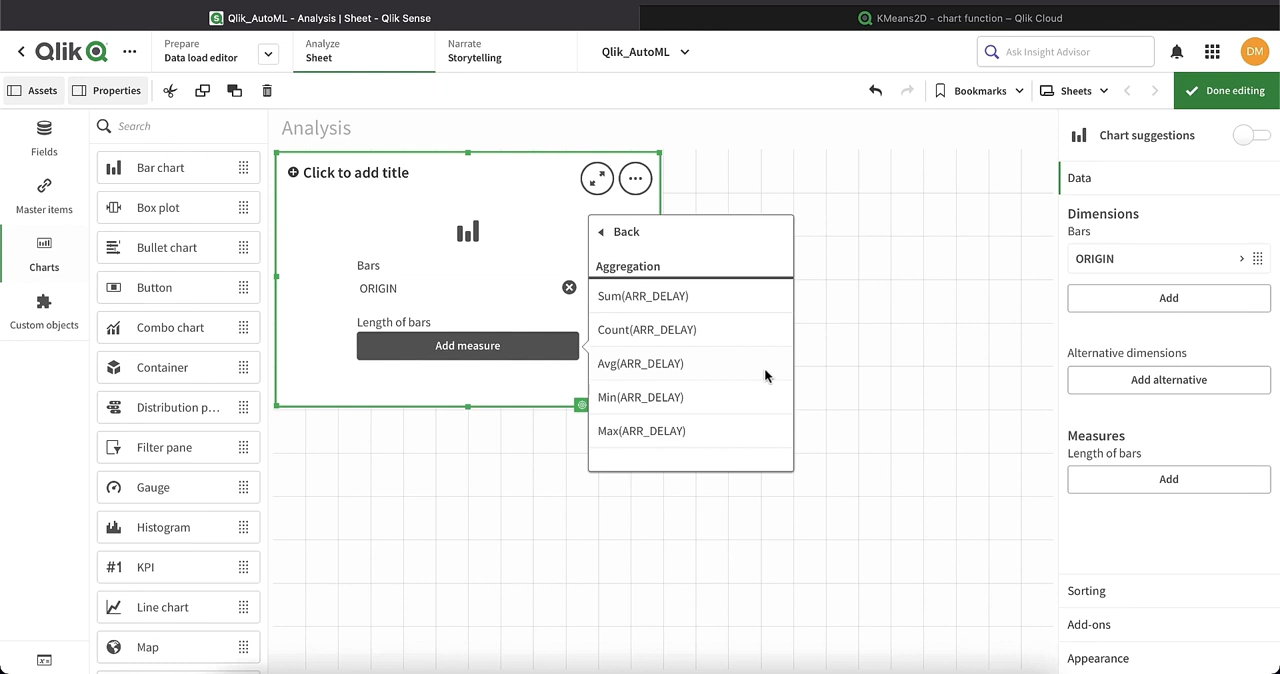 Qlik_AutoML - Analysis | Sheet - Qlik Sense
KMeans2D - chart function – Qlik Cloud
Qlik
Prepare
Data load editor
Analyze
Sheet
Narrate
Storytelling
Qlik_AutoML
Ask Insight Advisor
DM
Assets
Properties
Bookmarks
Sheets
Done editing
Fields
Master items
Charts
Custom objects
Search
Bar chart
Box plot
Bullet chart
Button
Combo chart
Container
Distribution p...
Filter pane
Gauge
Histogram
#1 KPI
Line chart
Map
Analysis
Click to add title
Bars
ORIGIN
Length of bars
Add measure
Back
Aggregation
Sum(ARR_DELAY)
Count(ARR_DELAY)
Avg(ARR_DELAY)
Min(ARR_DELAY)
Max(ARR_DELAY)
Chart suggestions
Data
Dimensions
Bars
ORIGIN
Add
Alternative dimensions
Add alternative
Measures
Length of bars
Add
Sorting
Add-ons
Appearance